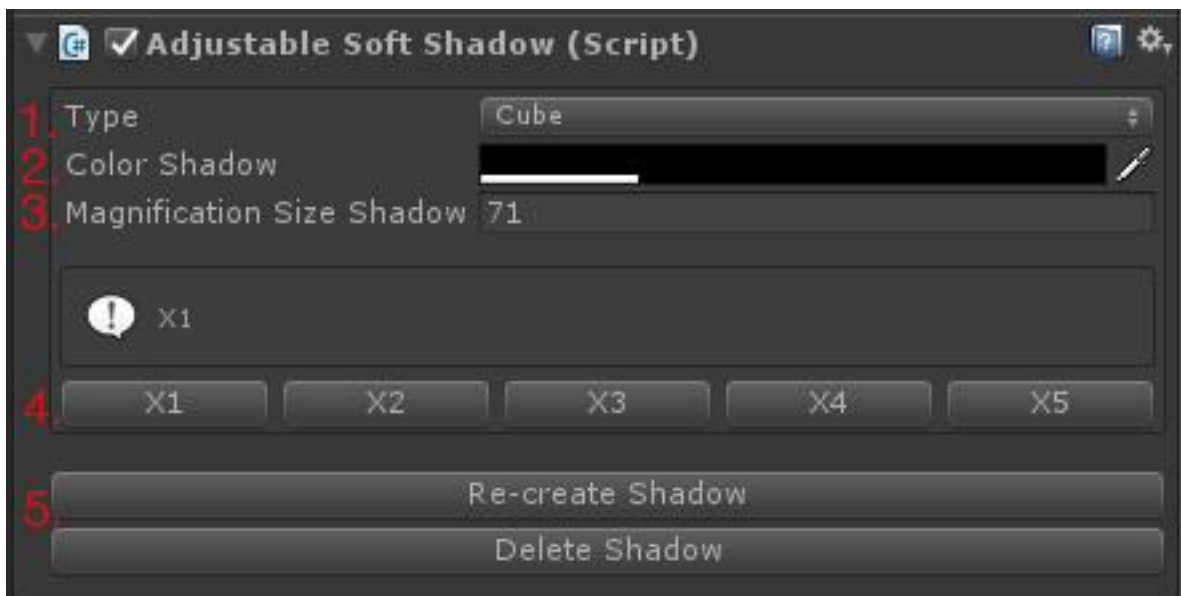 Adjustable Soft Shadow (Script)
1. Type Cube
2. Color Shadow
3. Magnification Size Shadow 71
X1
4. X1 X2 X3 X4 X5
5. Re-create Shadow
Delete Shadow